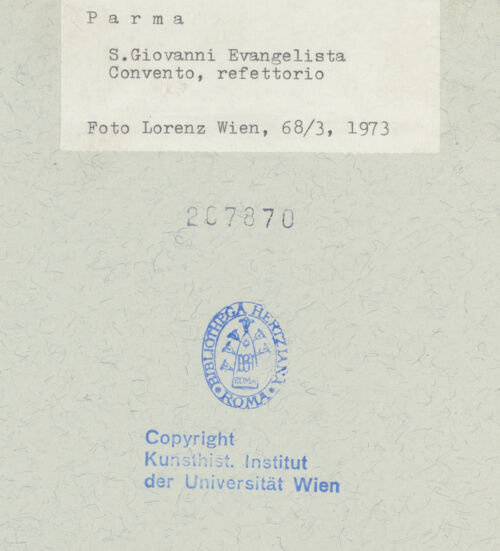 P a r m a
S.Giovanni Evangelista
Convento, refettorio
Foto Lorenz Wien, 68/3, 1973
207870
BIBLIOTHECA HERTZIANA
ROMA
ROMA
Copyright
Kunsthist. Institut
der Universität Wien